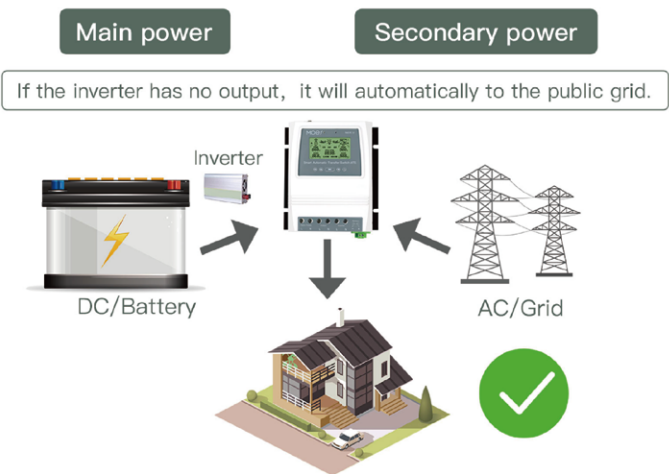 Main power
Secondary power
If the inverter has no output, it will automatically to the public grid.
Inverter
DC/Battery
AC/Grid